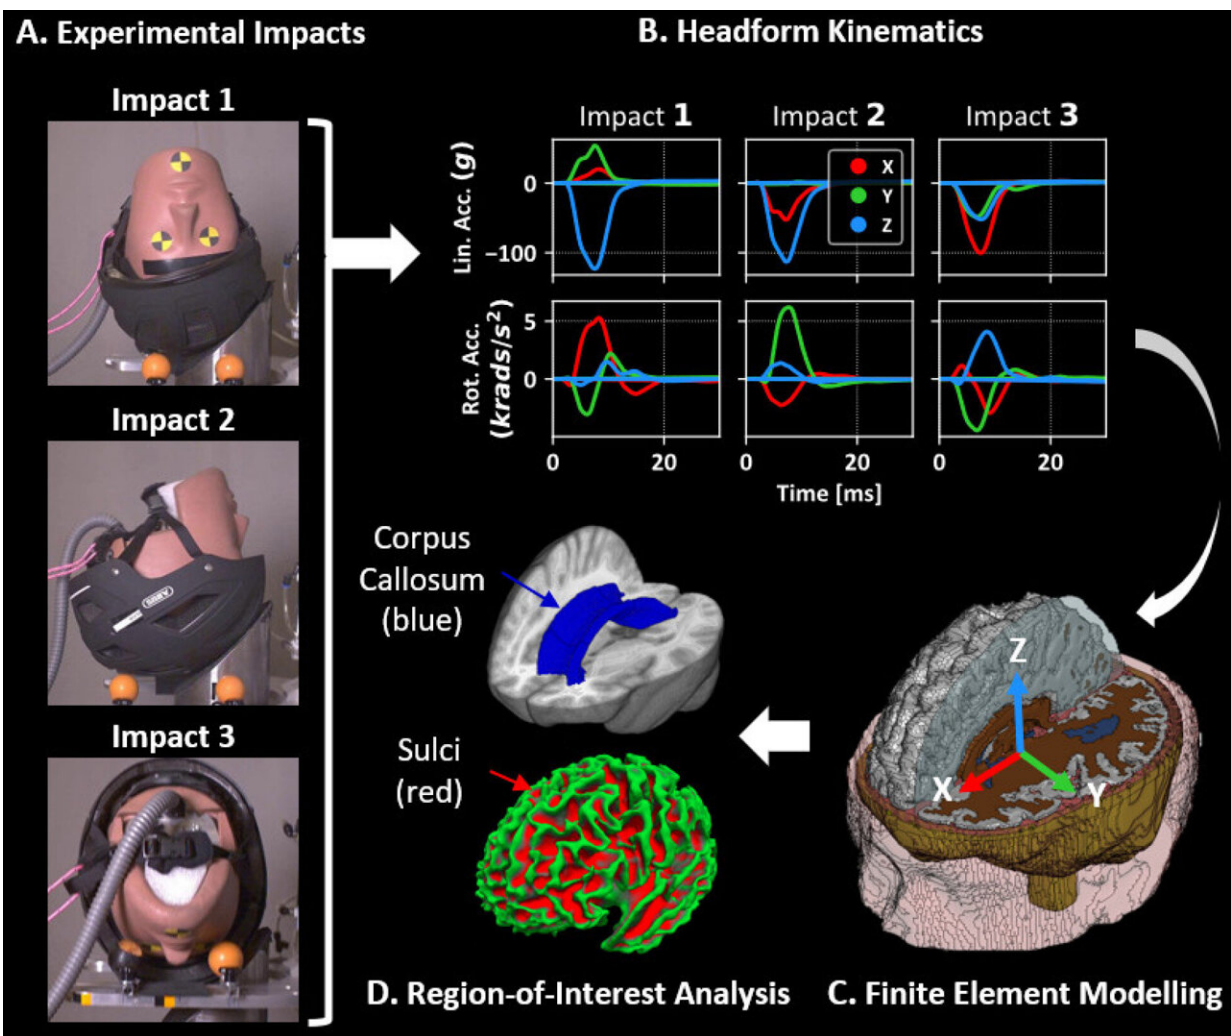 A. Experimental Impacts
Impact 1
Impact 2
ABUS
Impact 3
B. Headform Kinematics
Impact 1
Impact 2
Impact 3
Lin. Acc. (g)
0
−100
X
Y
Z
Rot. Acc.
(krads/s²)
5
0
0
20
0
20
0
20
Time [ms]
Corpus
Callosum
(blue)
Sulci
(red)
Z
X
Y
D. Region-of-Interest Analysis
C. Finite Element Modelling